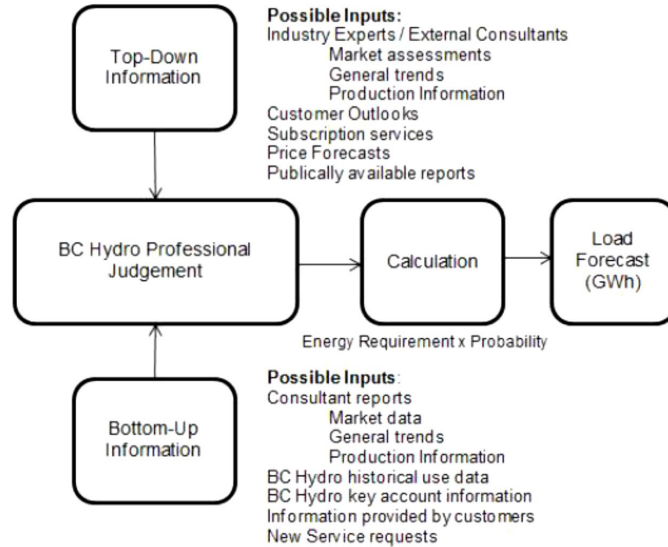 Top-Down
Information
Possible Inputs:
Industry Experts / External Consultants
Market assessments
General trends
Production Information
Customer Outlooks
Subscription services
Price Forecasts
Publically available reports
BC Hydro Professional
Judgement
Calculation
Load
Forecast
(GWh)
Energy Requirement x Probability
Bottom-Up
Information
Possible Inputs:
Consultant reports
Market data
General trends
Production Information
BC Hydro historical use data
BC Hydro key account information
Information provided by customers
New Service requests